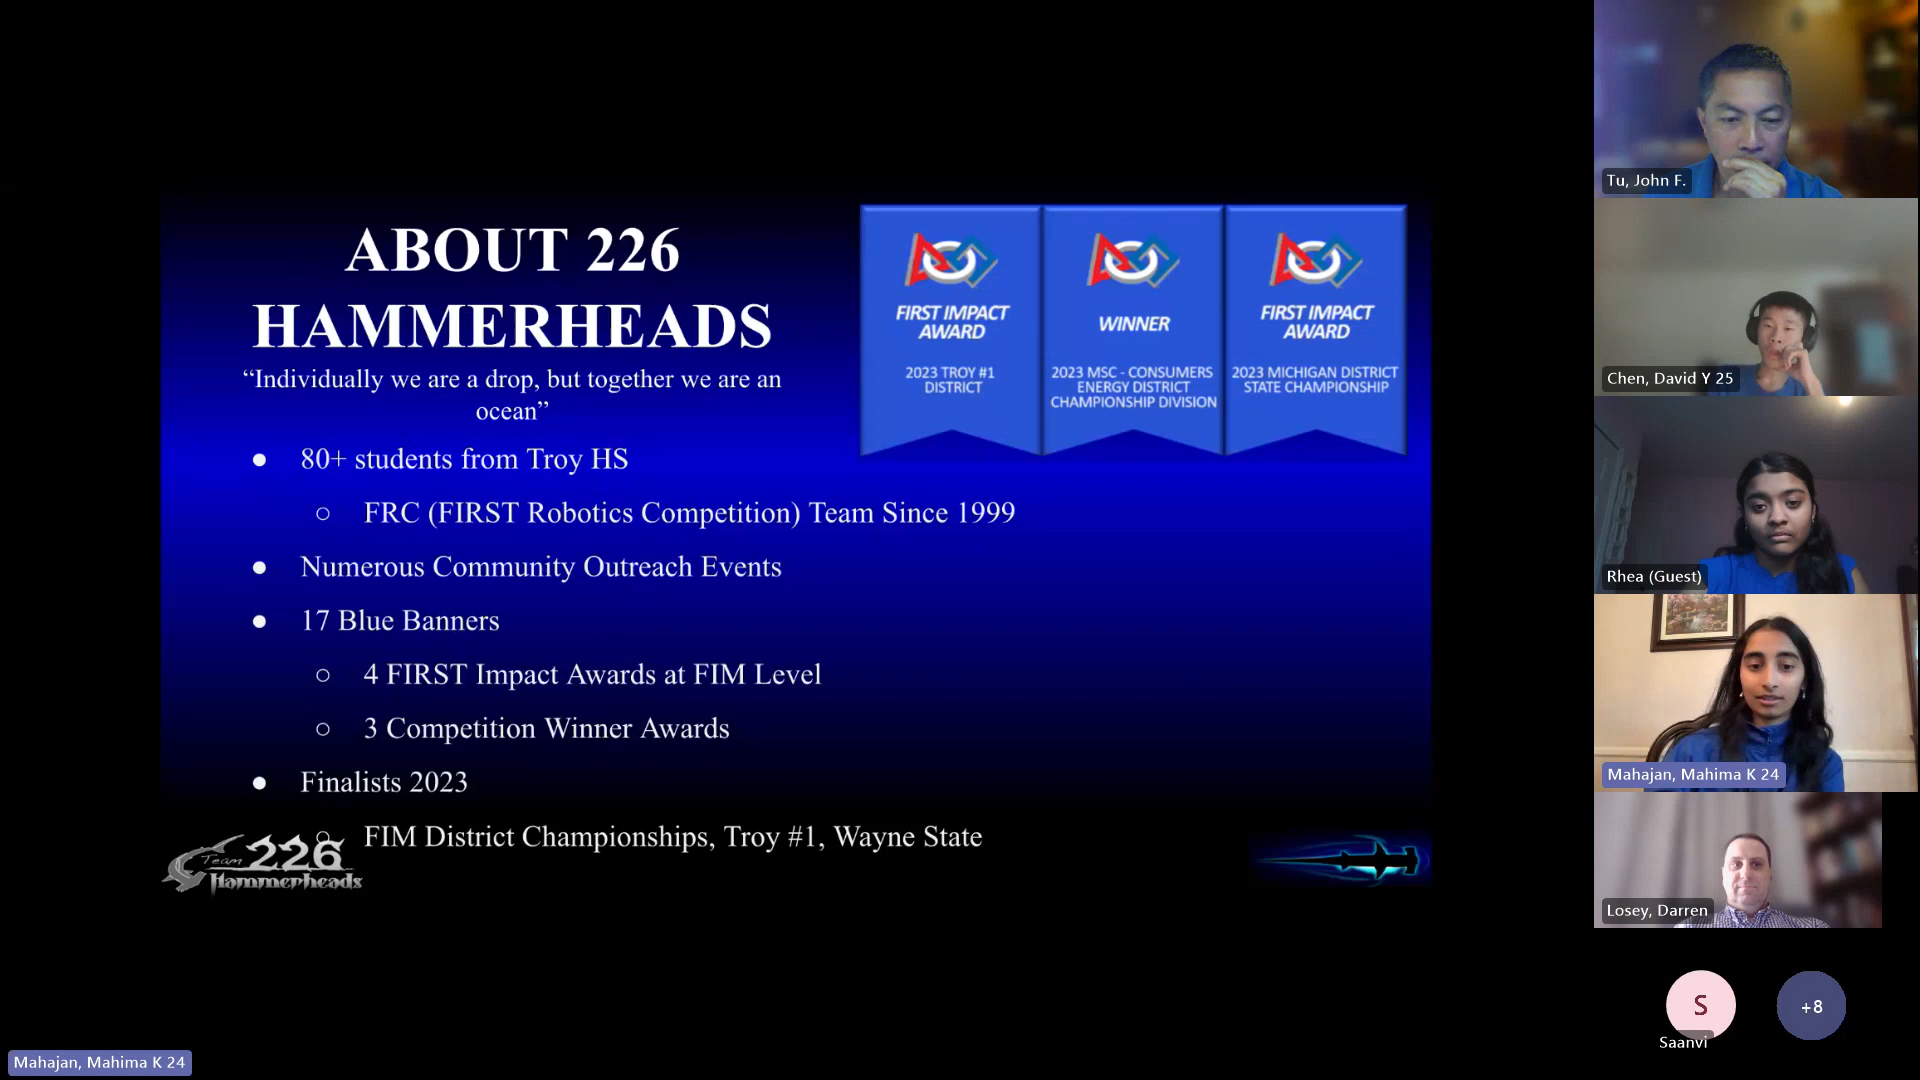 ABOUT 226
HAMMERHEADS
“Individually we are a drop, but together we are an
ocean”
● 80+ students from Troy HS
○ FRC (FIRST Robotics Competition) Team Since 1999
● Numerous Community Outreach Events
● 17 Blue Banners
○ 4 FIRST Impact Awards at FIM Level
○ 3 Competition Winner Awards
● Finalists 2023
○ FIM District Championships, Troy #1, Wayne State
FIRST IMPACT
AWARD
2023 TROY #1
DISTRICT
WINNER
2023 MSC - CONSUMERS
ENERGY DISTRICT
CHAMPIONSHIP DIVISION
FIRST IMPACT
AWARD
2023 MICHIGAN DISTRICT
STATE CHAMPIONSHIP
Team 226
Hammerheads
Tu, John F.
Chen, David Y 25
Rhea (Guest)
Mahajan, Mahima K 24
Losey, Darren
S
Saanvi
+8
Mahajan, Mahima K 24